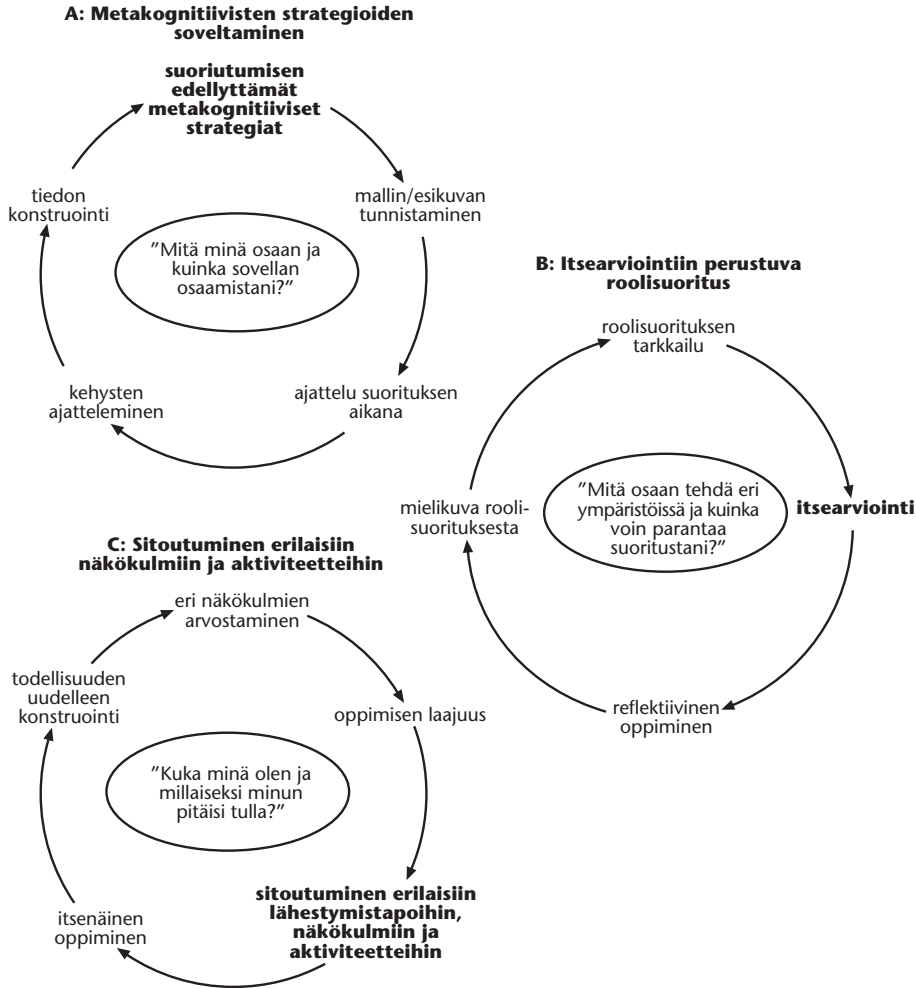 A: Metakognitiivisten strategioiden
soveltaminen
suoriutumisen
edellyttämät
metakognitiiviset
strategiat
mallin/esikuvan
tunnistaminen
ajattelu suorituksen
aikana
kehysten
ajatteleminen
tiedon
konstruointi
”Mitä minä osaan ja
kuinka sovellan
osaamistani?”
B: Itsearviointiin perustuva
roolisuoritus
roolisuorituksen
tarkkailu
itsearviointi
reflektiivinen
oppiminen
mielikuva rooli-
suorituksesta
”Mitä osaan tehdä eri
ympäristöissä ja kuinka
voin parantaa
suoritustani?”
C: Sitoutuminen erilaisiin
näkökulmiin ja aktiviteetteihin
eri näkökulmien
arvostaminen
oppimisen laajuus
sitoutuminen erilaisiin
lähestymistapoihin,
näkökulmiin ja
aktiviteetteihin
itsenäinen
oppiminen
todellisuuden
uudelleen
konstruointi
”Kuka minä olen ja
millaiseksi minun
pitäisi tulla?”